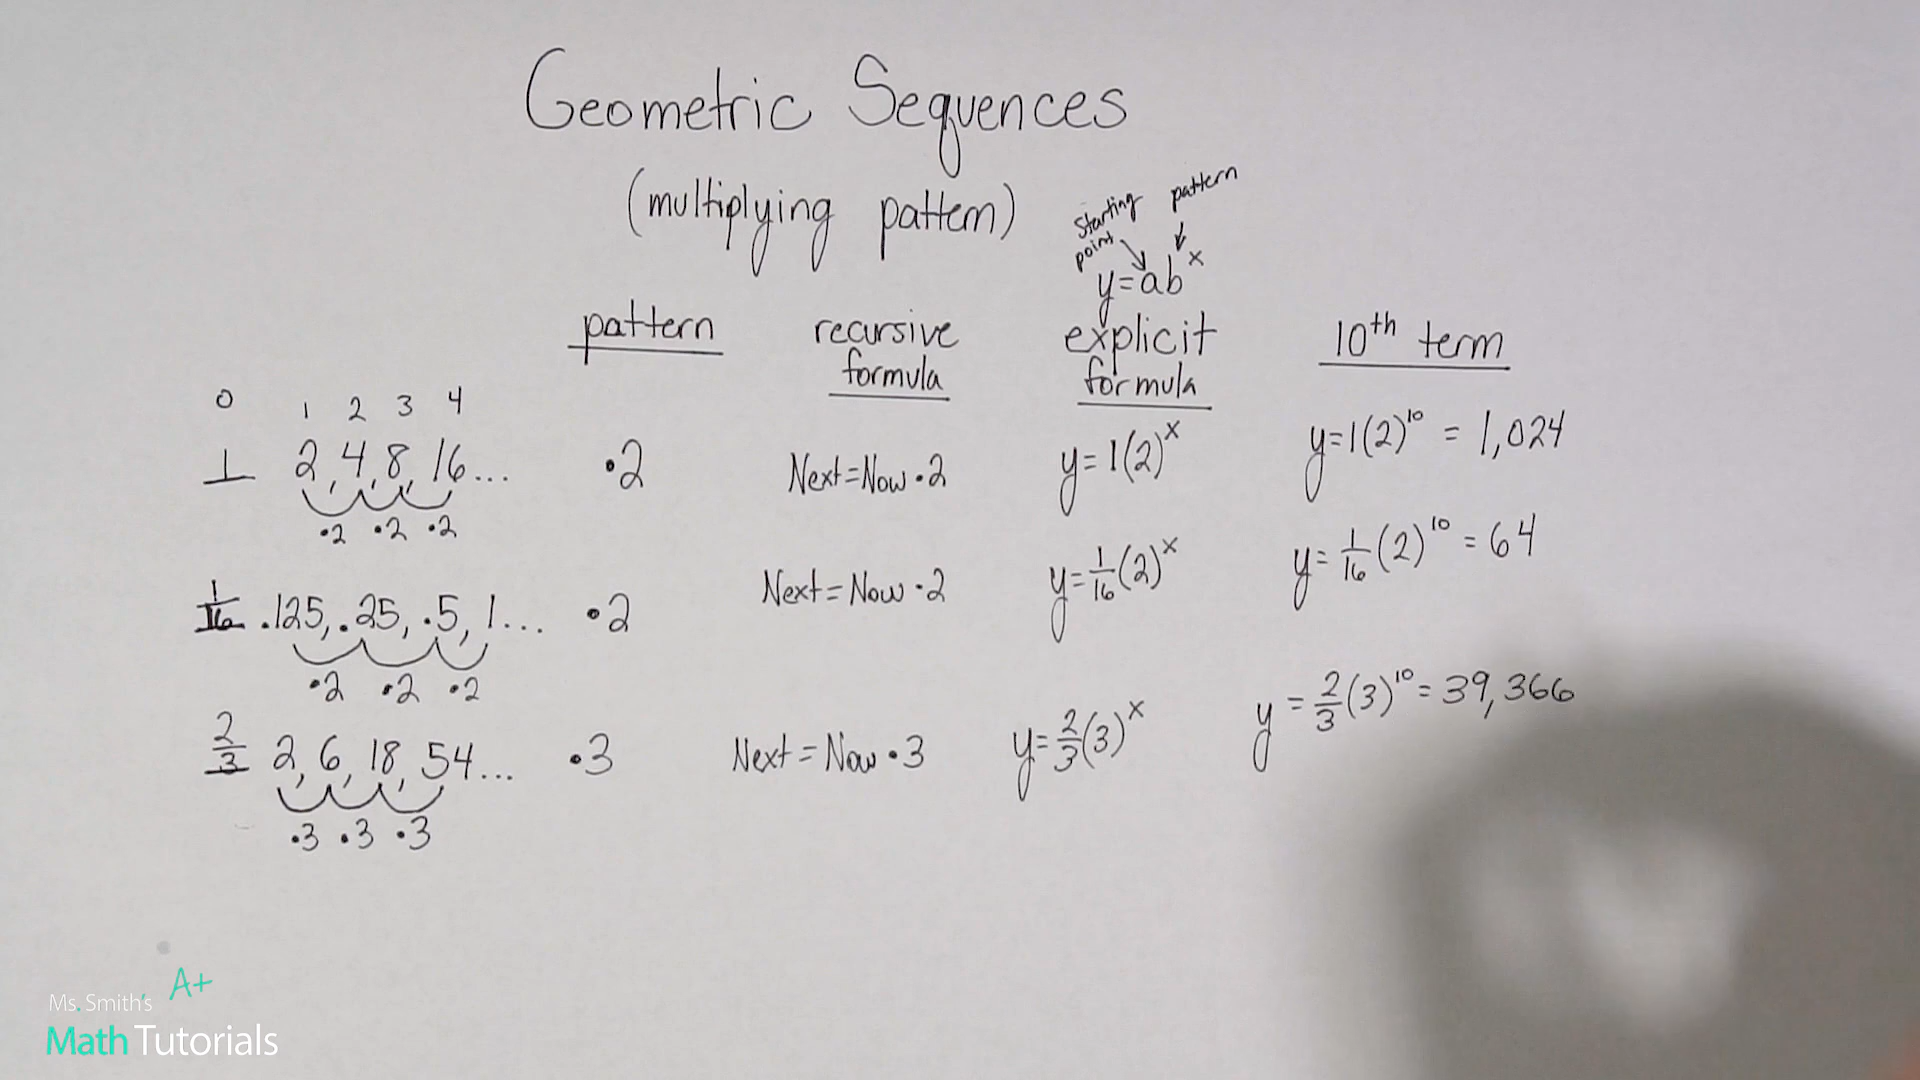 Geometric Sequences
(multiplying pattern)
starting point
pattern
y=abˣ
pattern
recursive formula
explicit formula
10ᵗʰ term
0 1 2 3 4
1 2, 4, 8, 16...
·2 ·2 ·2
·2
Next=Now·2
y=1(2)ˣ
y=1(2)¹⁰ = 1,024
1/16 .125, .25, .5, 1...
·2 ·2 ·2
·2
Next=Now·2
y=1/16(2)ˣ
y=1/16(2)¹⁰=64
2/3 2, 6, 18, 54...
·3 ·3 ·3
·3
Next=Now·3
y=2/3(3)ˣ
y=2/3(3)¹⁰=39,366
Ms. Smith's A+
Math Tutorials